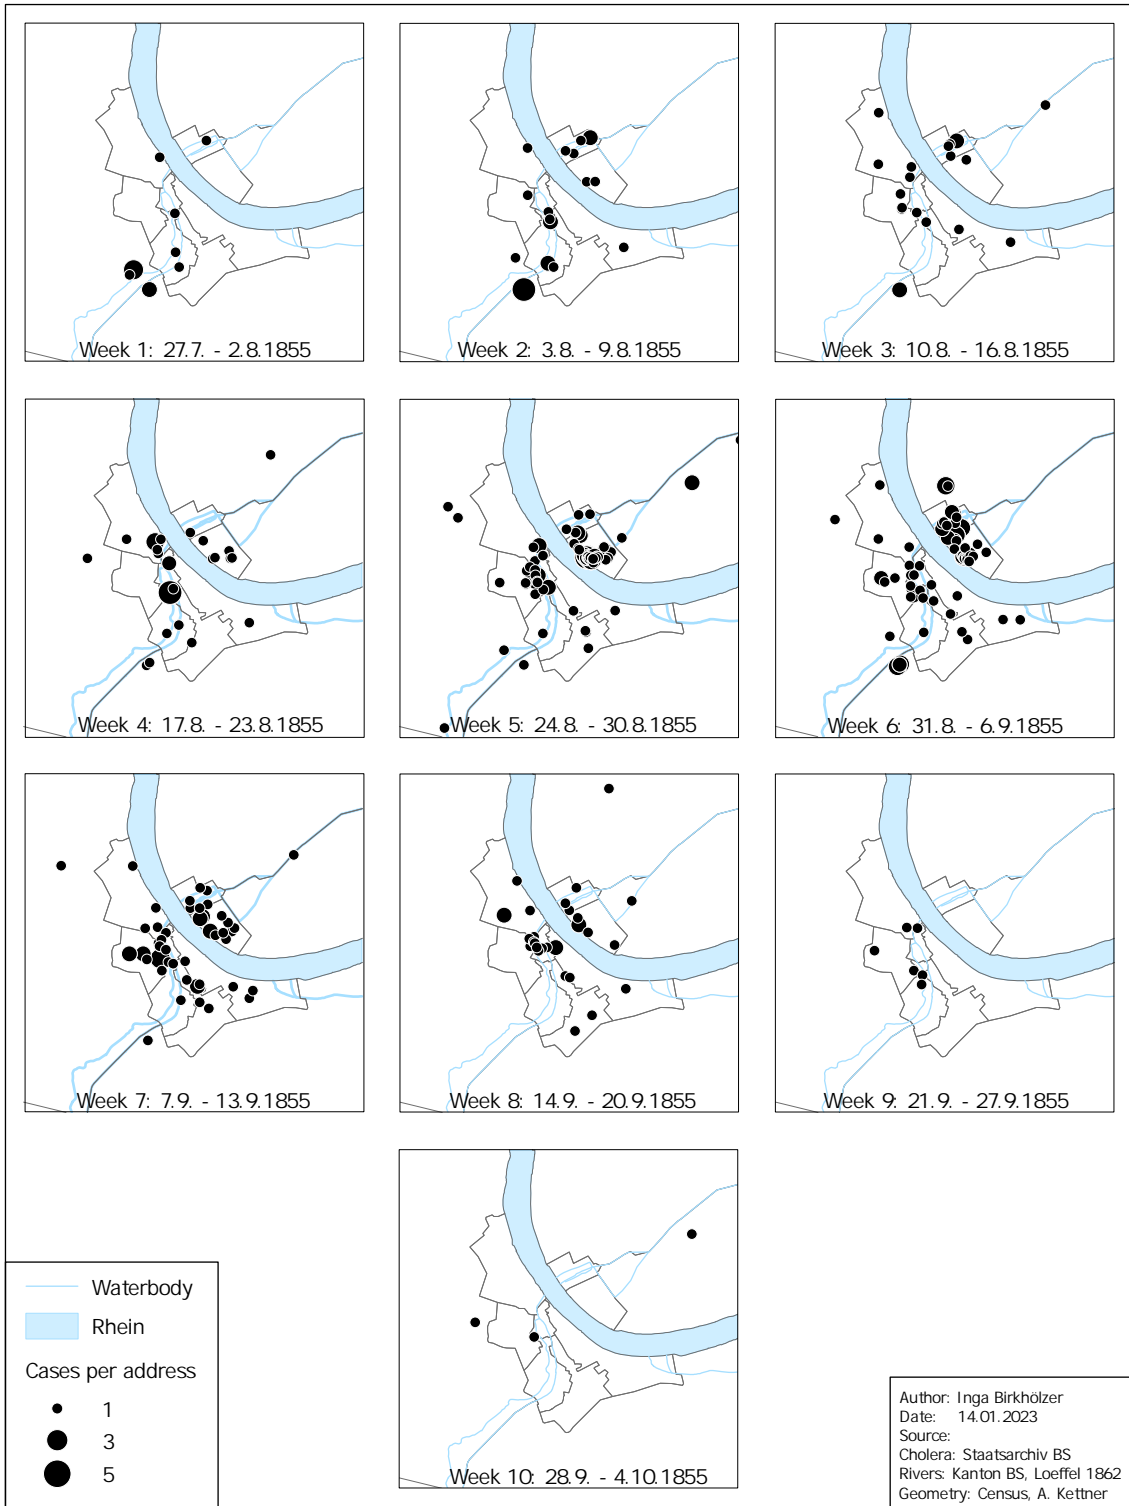 Week 1: 27.7. - 2.8.1855
Week 2: 3.8. - 9.8.1855
Week 3: 10.8. - 16.8.1855
Week 4: 17.8. - 23.8.1855
Week 5: 24.8. - 30.8.1855
Week 6: 31.8. - 6.9.1855
Week 7: 7.9. - 13.9.1855
Week 8: 14.9. - 20.9.1855
Week 9: 21.9. - 27.9.1855
Week 10: 28.9. - 4.10.1855
Waterbody
Rhein
Cases per address
1
3
5
Author: Inga Birkhölzer
Date: 14.01.2023
Source:
Cholera: Staatsarchiv BS
Rivers: Kanton BS, Loeffel 1862
Geometry: Census, A. Kettner